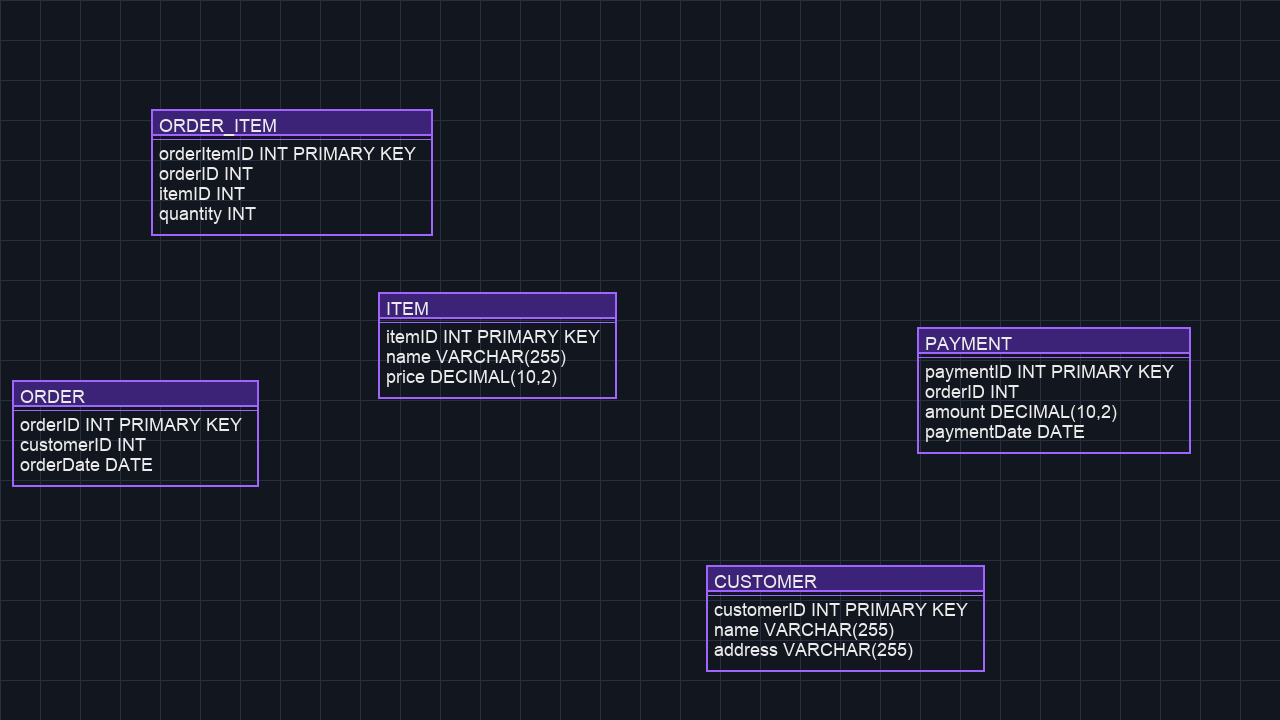 ORDER_ITEM
orderItemID INT PRIMARY KEY
orderID INT
itemID INT
quantity INT
ITEM
itemID INT PRIMARY KEY
name VARCHAR(255)
price DECIMAL(10,2)
PAYMENT
paymentID INT PRIMARY KEY
orderID INT
amount DECIMAL(10,2)
paymentDate DATE
ORDER
orderID INT PRIMARY KEY
customerID INT
orderDate DATE
CUSTOMER
customerID INT PRIMARY KEY
name VARCHAR(255)
address VARCHAR(255)